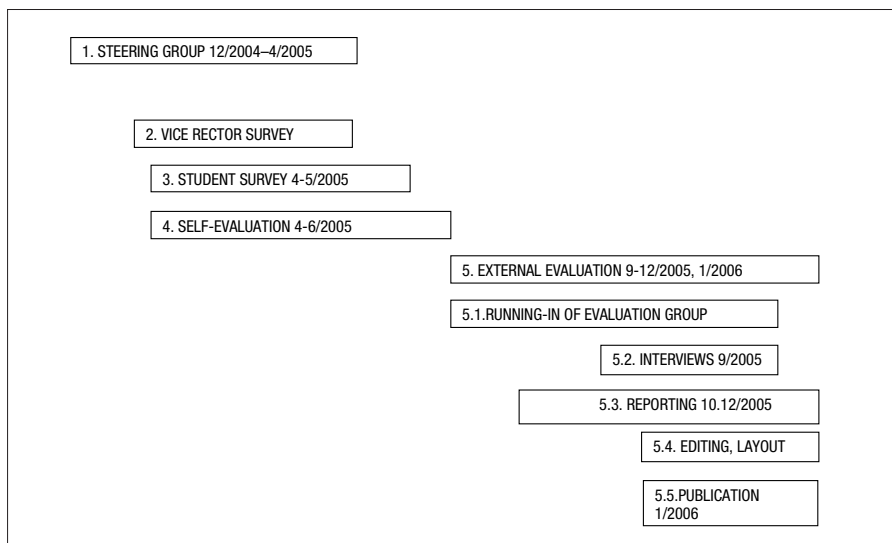 1. STEERING GROUP 12/2004–4/2005
2. VICE RECTOR SURVEY
3. STUDENT SURVEY 4-5/2005
4. SELF-EVALUATION 4-6/2005
5. EXTERNAL EVALUATION 9-12/2005, 1/2006
5.1.RUNNING-IN OF EVALUATION GROUP
5.2. INTERVIEWS 9/2005
5.3. REPORTING 10.12/2005
5.4. EDITING, LAYOUT
5.5.PUBLICATION
1/2006